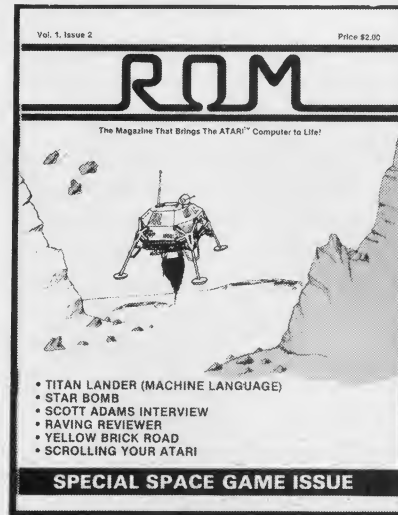 Vol. 1. Issue 2
Price $2.00
ROM
The Magazine That Brings The ATARI™ Computer to Life!
• TITAN LANDER (MACHINE LANGUAGE)
• STAR BOMB
• SCOTT ADAMS INTERVIEW
• RAVING REVIEWER
• YELLOW BRICK ROAD
• SCROLLING YOUR ATARI
SPECIAL SPACE GAME ISSUE